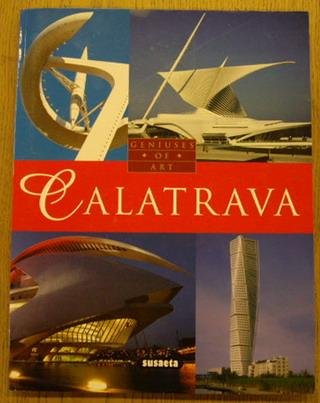 GENIUSES
OF
ART
CALATRAVA
susaeta